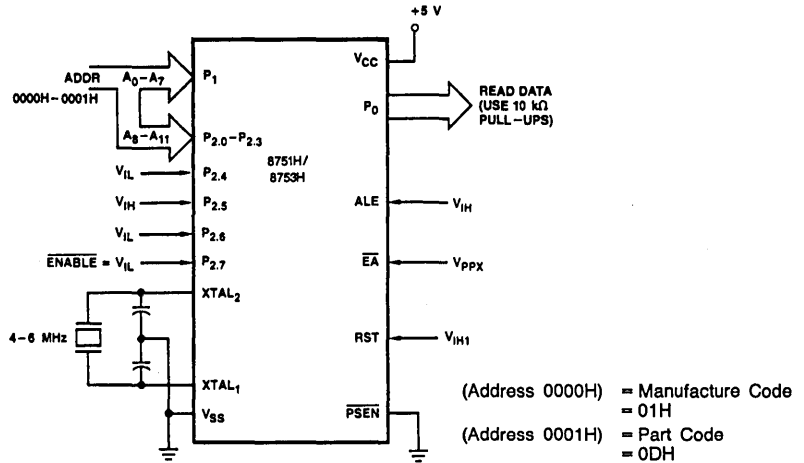 +5 V
ADDR
0000H–0001H
A0–A7
A8–A11
P1
P2.0–P2.3
VCC
P0
READ DATA
(USE 10 kΩ
PULL–UPS)
8751H/
8753H
VIL
P2.4
VIH
P2.5
VIL
P2.6
ENABLE = VIL
P2.7
ALE
VIH
EA
VPPX
RST
VIH1
XTAL2
4–6 MHz
XTAL1
VSS
PSEN
(Address 0000H) = Manufacture Code
= 01H
(Address 0001H) = Part Code
= 0DH